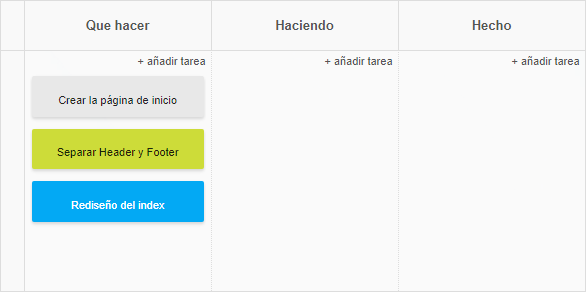 Que hacer
Haciendo
Hecho
+ añadir tarea
+ añadir tarea
+ añadir tarea
Crear la página de inicio
Separar Header y Footer
Rediseño del index